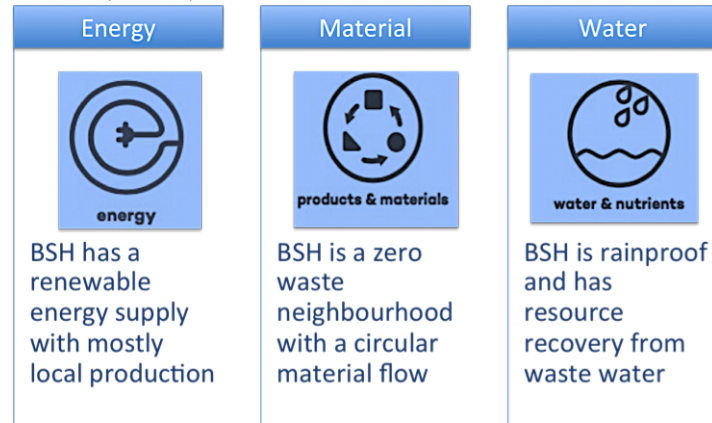 Energy
energy
BSH has a
renewable
energy supply
with mostly
local production
Material
products & materials
BSH is a zero
waste
neighbourhood
with a circular
material flow
Water
water & nutrients
BSH is rainproof
and has
resource
recovery from
waste water